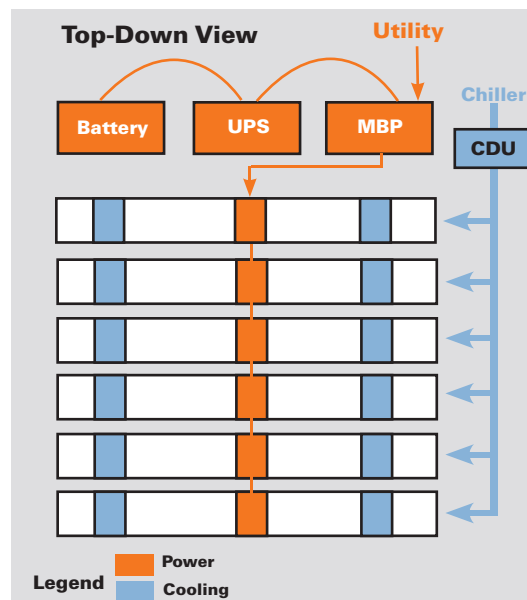 Top-Down View
Utility
Chiller
Battery
UPS
MBP
CDU
Legend
Power
Cooling